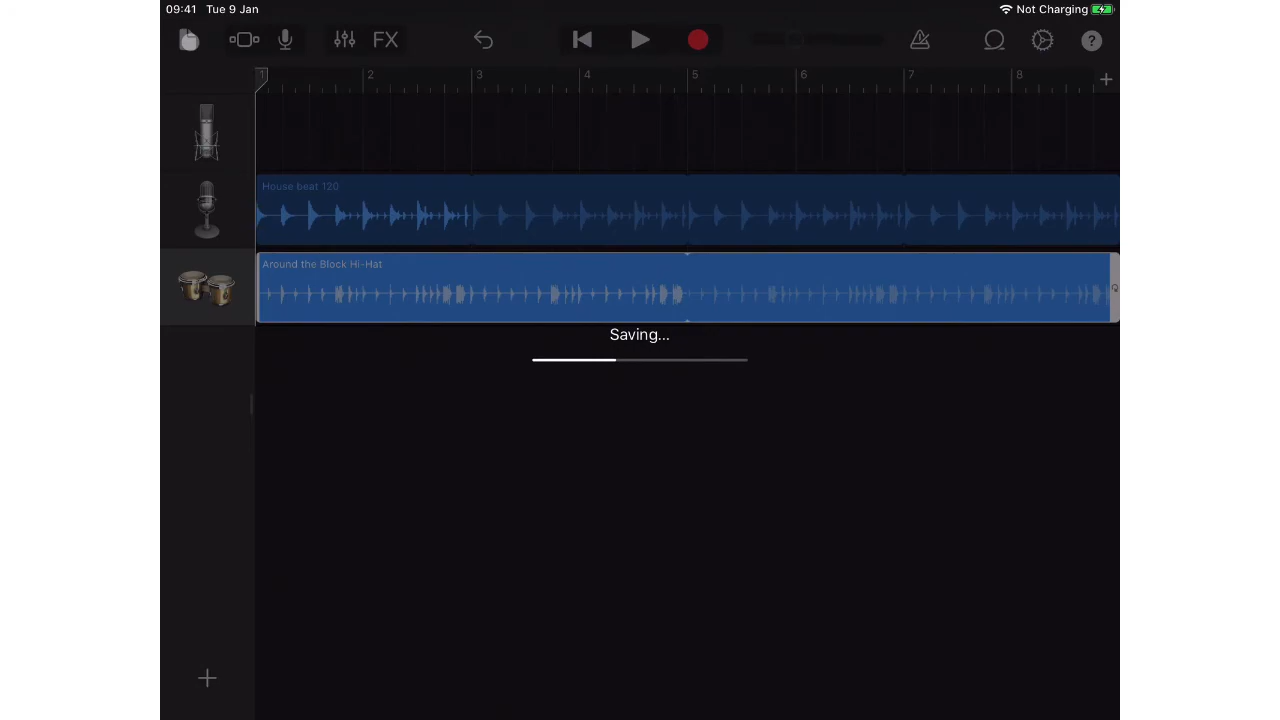 09:41 Tue 9 Jan
Not Charging
FX
?
1 2 3 4 5 6 7 8
House beat 120
Around the Block Hi-Hat
Saving...